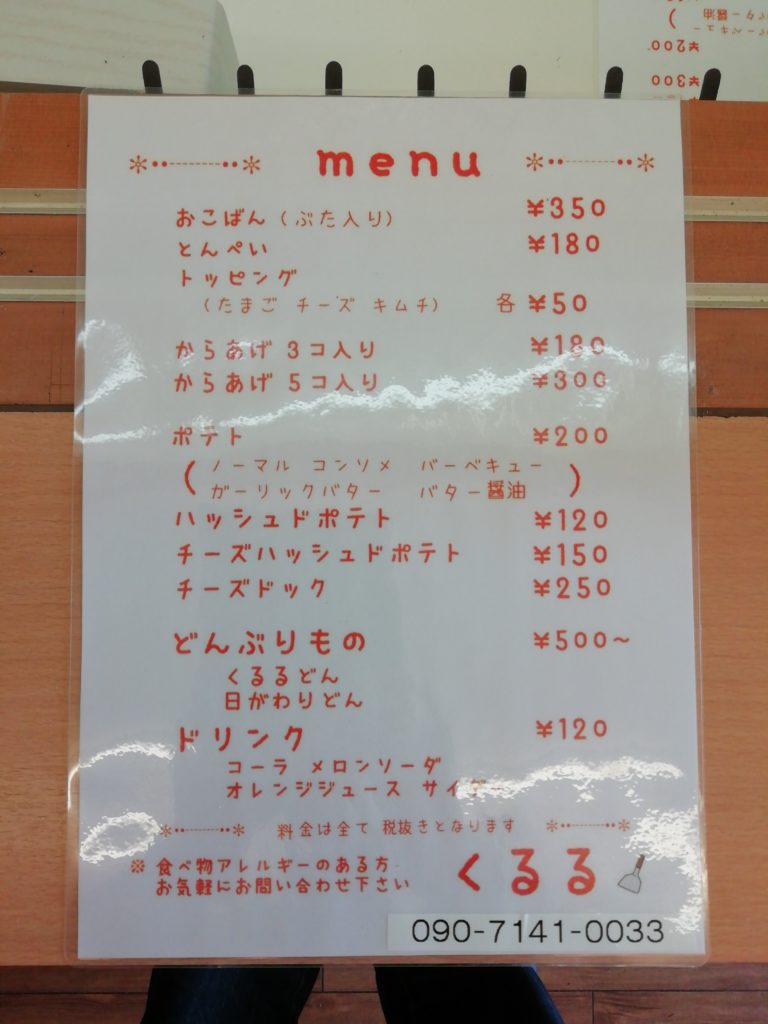 menu
おこばん（ぶた入り） ¥350
とんぺい ¥180
トッピング
（たまご チーズ キムチ） 各 ¥50
からあげ 3コ入り ¥180
からあげ 5コ入り ¥300
ポテト ¥200
（ノーマル コンソメ バーベキュー
ガーリックバター バター醤油）
ハッシュドポテト ¥120
チーズハッシュドポテト ¥150
チーズドック ¥250
どんぶりもの ¥500~
くるるどん
日がわりどん
ドリンク ¥120
コーラ メロンソーダ
オレンジジュース サイダー
料金は全て 税抜きとなります
※ 食べ物アレルギーのある方
お気軽にお問い合わせ下さい
くるる
090-7141-0033
¥300
¥200
バター醤油）